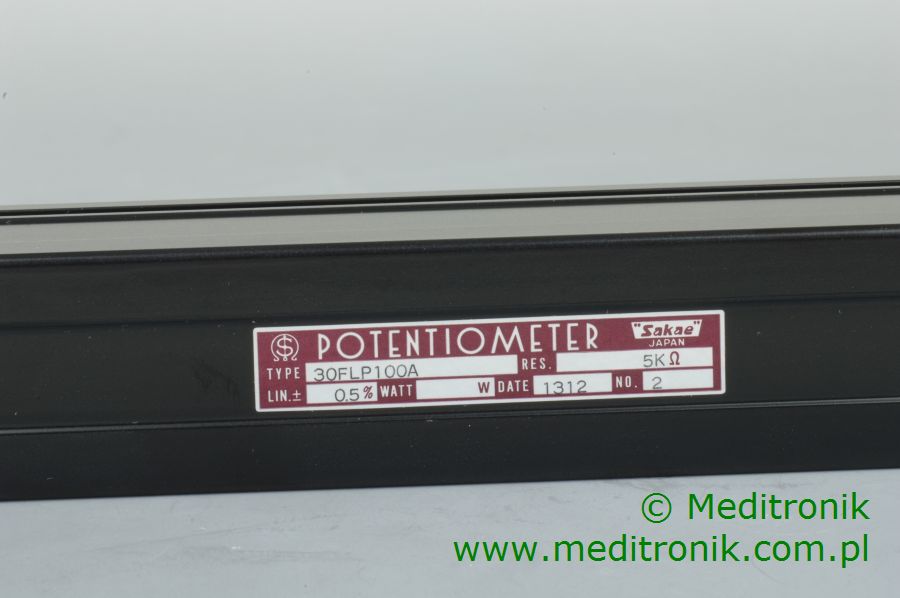 POTENTIOMETER "Sakae"
JAPAN
TYPE 30FLP100A RES. 5KΩ
LIN.± 0.5% WATT W DATE 1312 NO. 2
© Meditronik
www.meditronik.com.pl